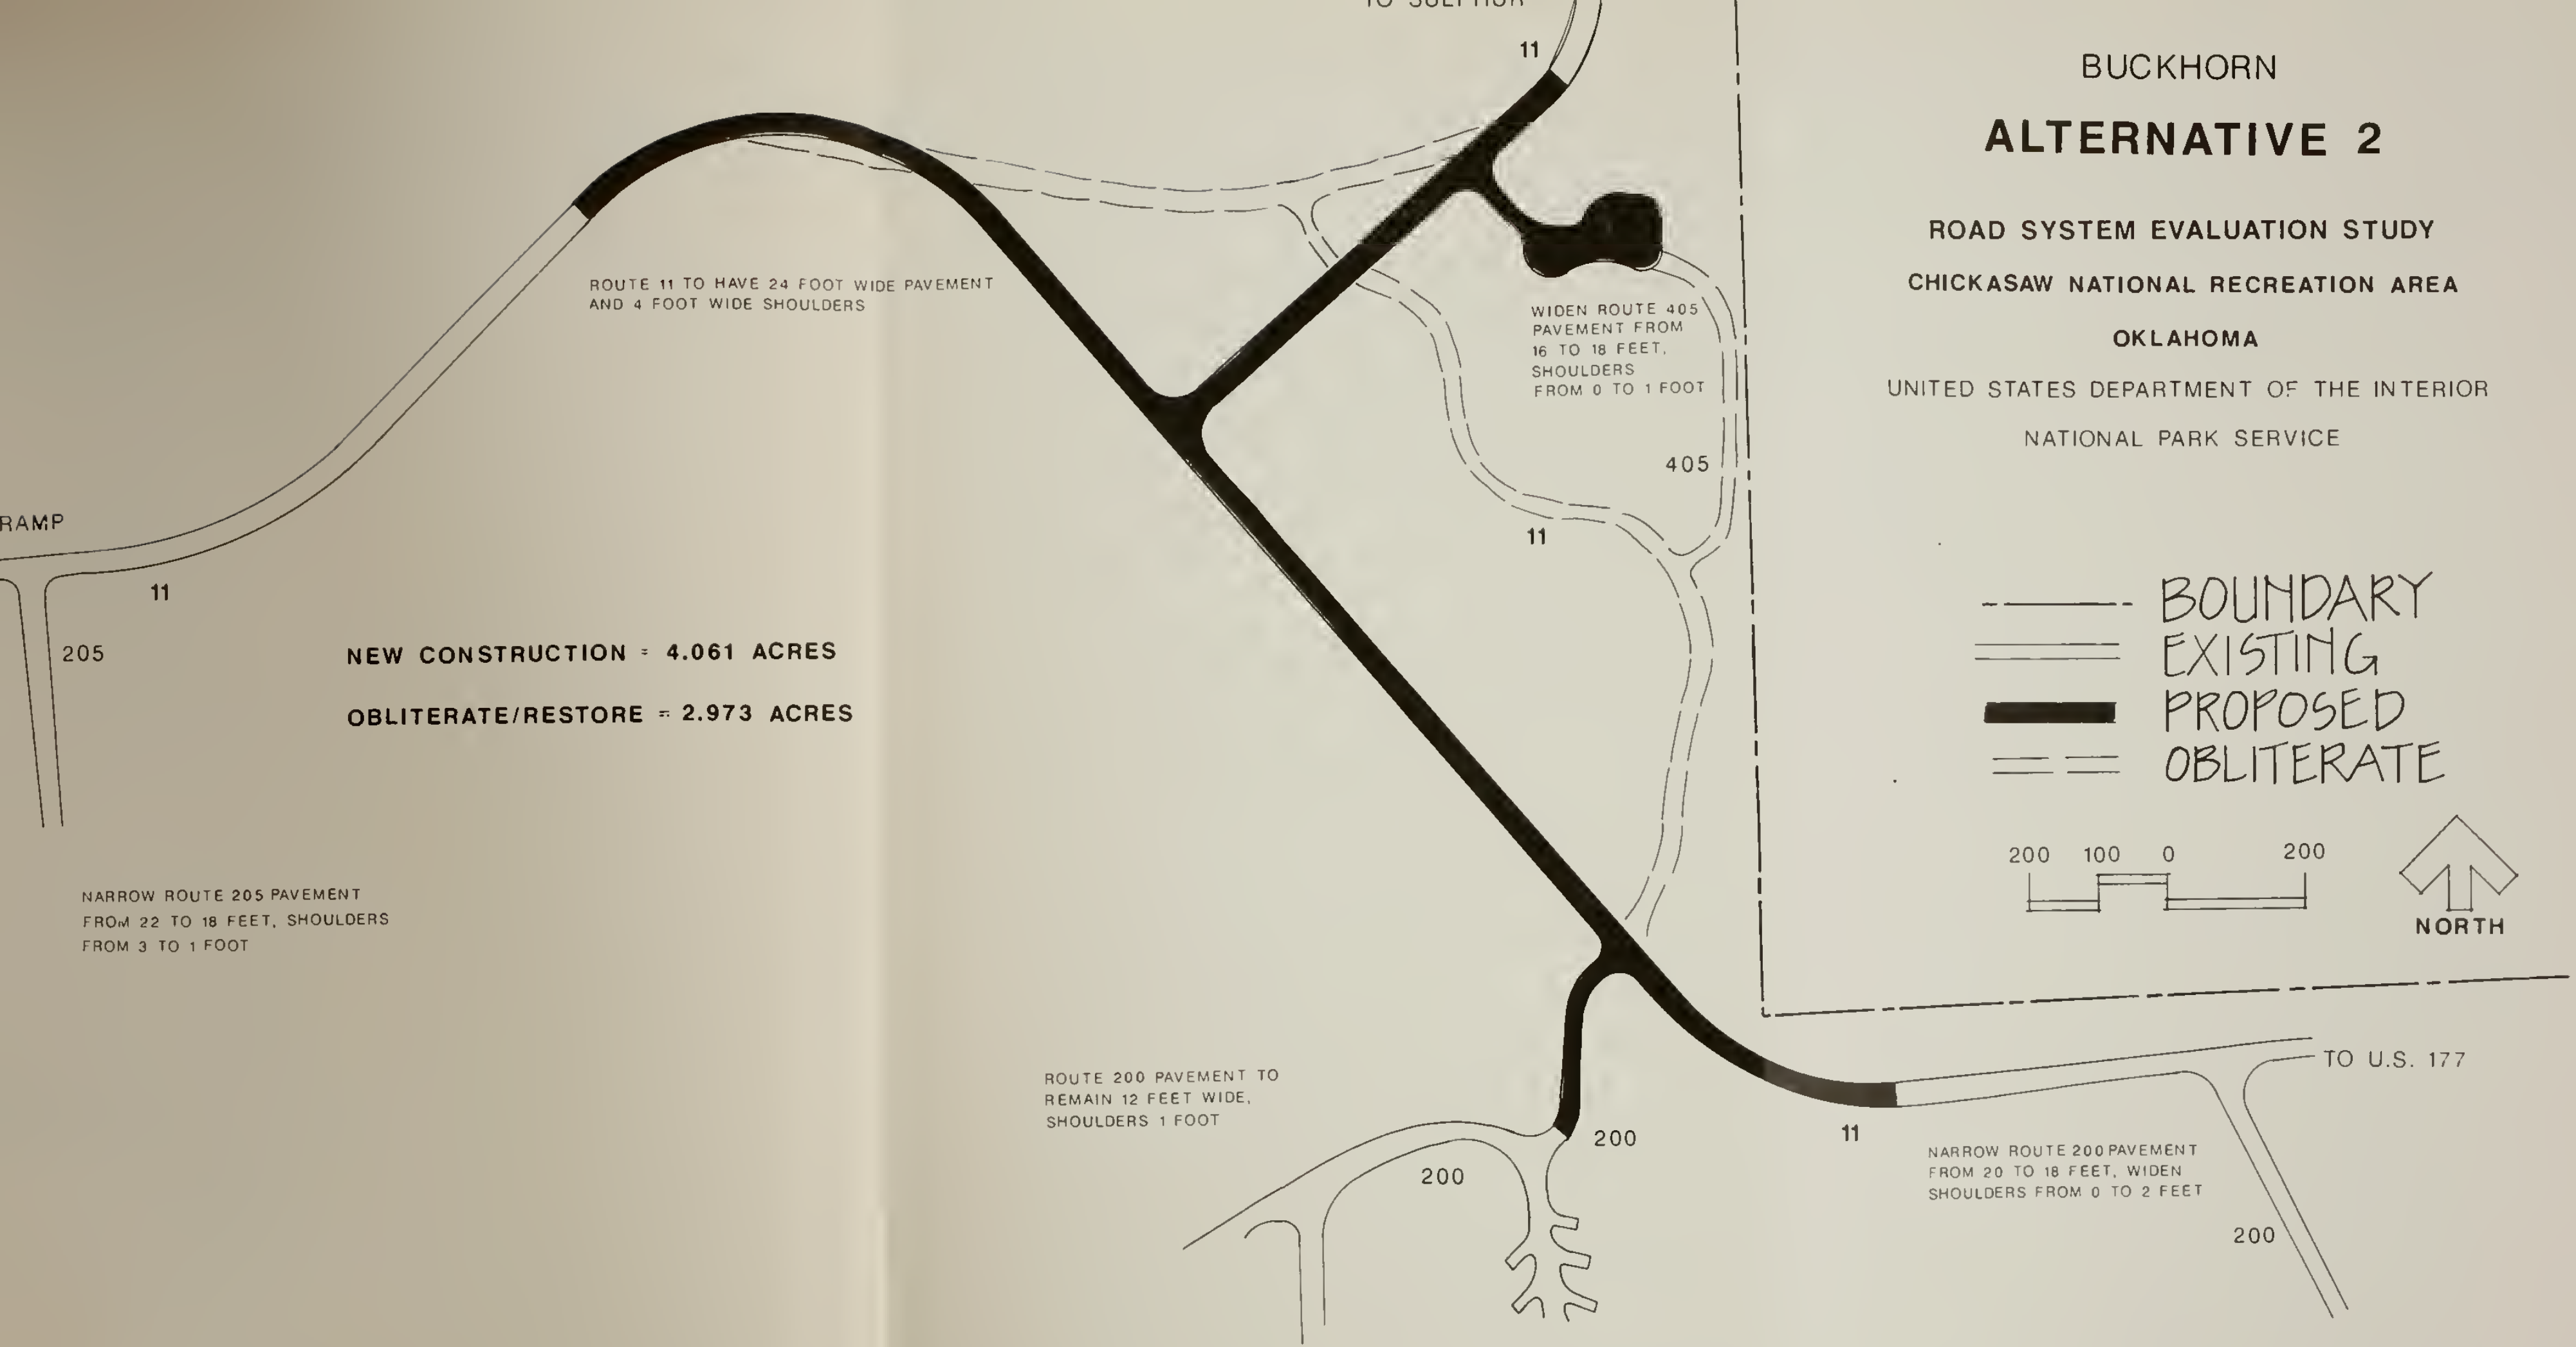 TO SULPHUR
11
BUCKHORN
ALTERNATIVE 2
ROAD SYSTEM EVALUATION STUDY
CHICKASAW NATIONAL RECREATION AREA
OKLAHOMA
UNITED STATES DEPARTMENT OF THE INTERIOR
NATIONAL PARK SERVICE
ROUTE 11 TO HAVE 24 FOOT WIDE PAVEMENT
AND 4 FOOT WIDE SHOULDERS
WIDEN ROUTE 405
PAVEMENT FROM
16 TO 18 FEET,
SHOULDERS
FROM 0 TO 1 FOOT
405
11
RAMP
11
205
NEW CONSTRUCTION = 4.061 ACRES
OBLITERATE/RESTORE = 2.973 ACRES
BOUNDARY
EXISTING
PROPOSED
OBLITERATE
200 100 0 200
NORTH
NARROW ROUTE 205 PAVEMENT
FROM 22 TO 18 FEET, SHOULDERS
FROM 3 TO 1 FOOT
ROUTE 200 PAVEMENT TO
REMAIN 12 FEET WIDE,
SHOULDERS 1 FOOT
200
200
11
TO U.S. 177
NARROW ROUTE 200 PAVEMENT
FROM 20 TO 18 FEET, WIDEN
SHOULDERS FROM 0 TO 2 FEET
200